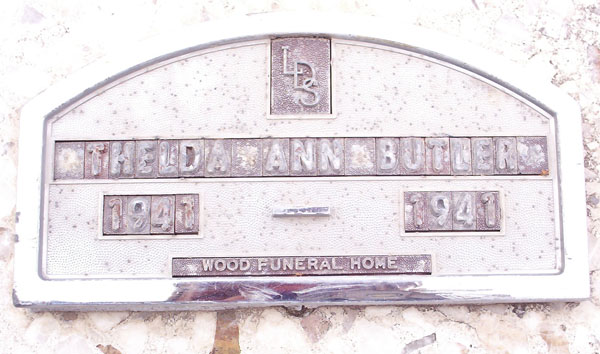 LDS
THELDA ANN BUTLER
1941 - 1941
WOOD FUNERAL HOME